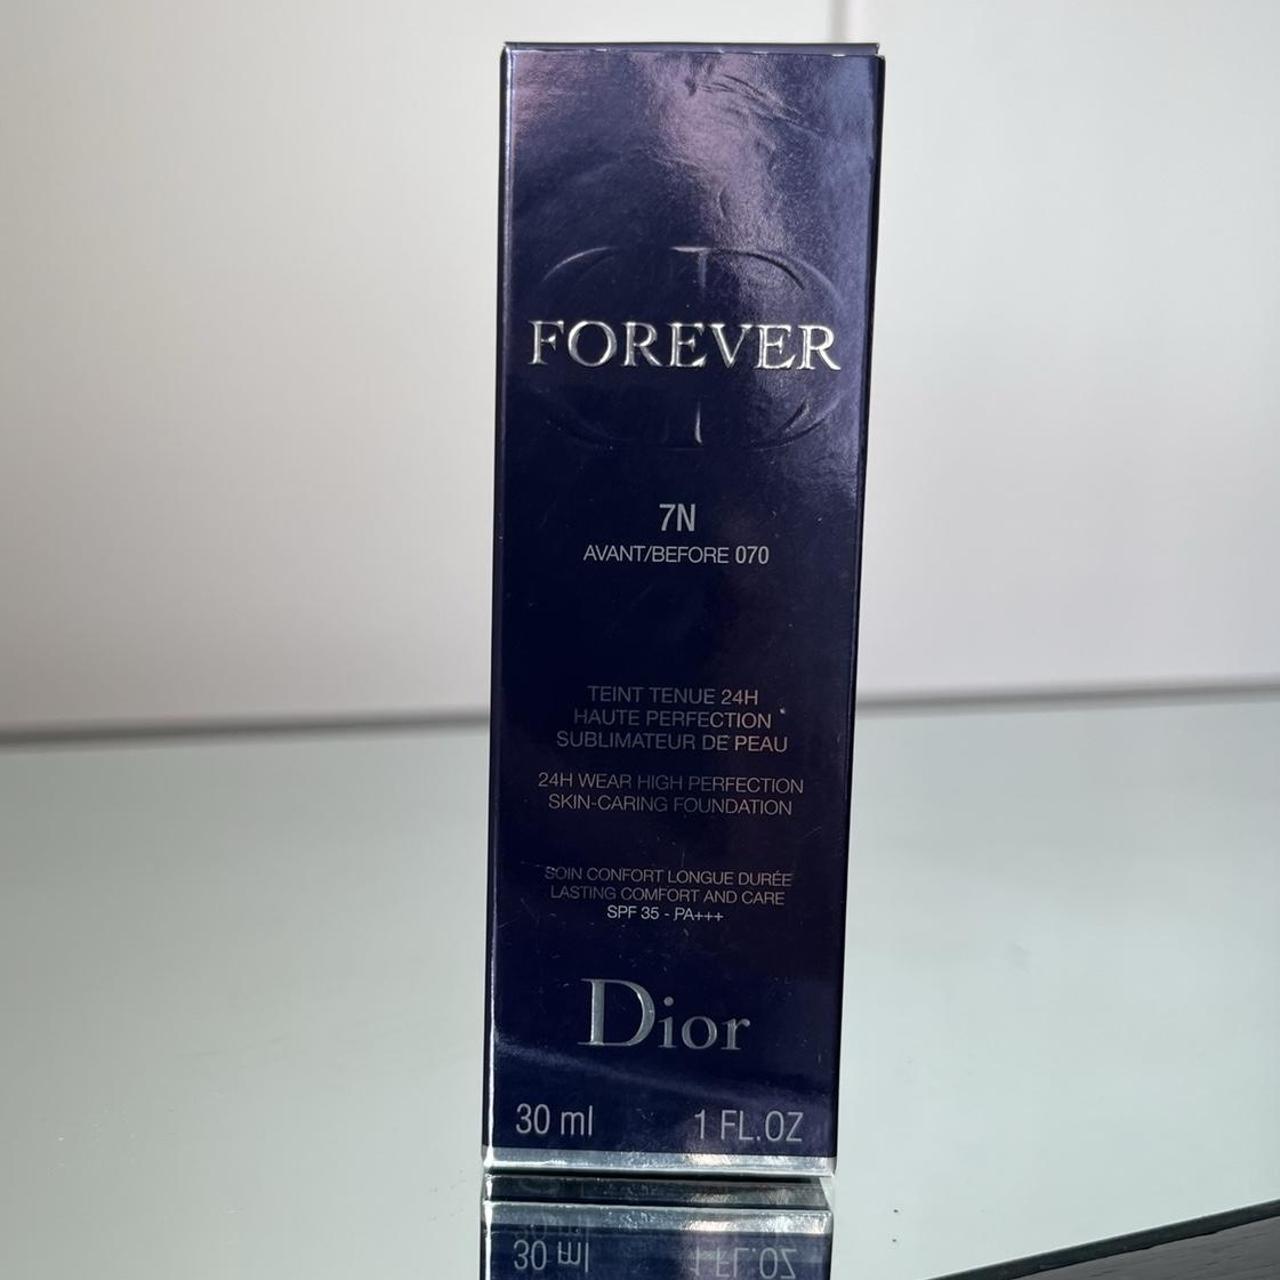 FOREVER
7N
AVANT/BEFORE 070
TEINT TENUE 24H
HAUTE PERFECTION
SUBLIMATEUR DE PEAU
24H WEAR HIGH PERFECTION
SKIN-CARING FOUNDATION
SOIN CONFORT LONGUE DURÉE
LASTING COMFORT AND CARE
SPF 35 - PA+++
Dior
30 ml 1 FL.OZ